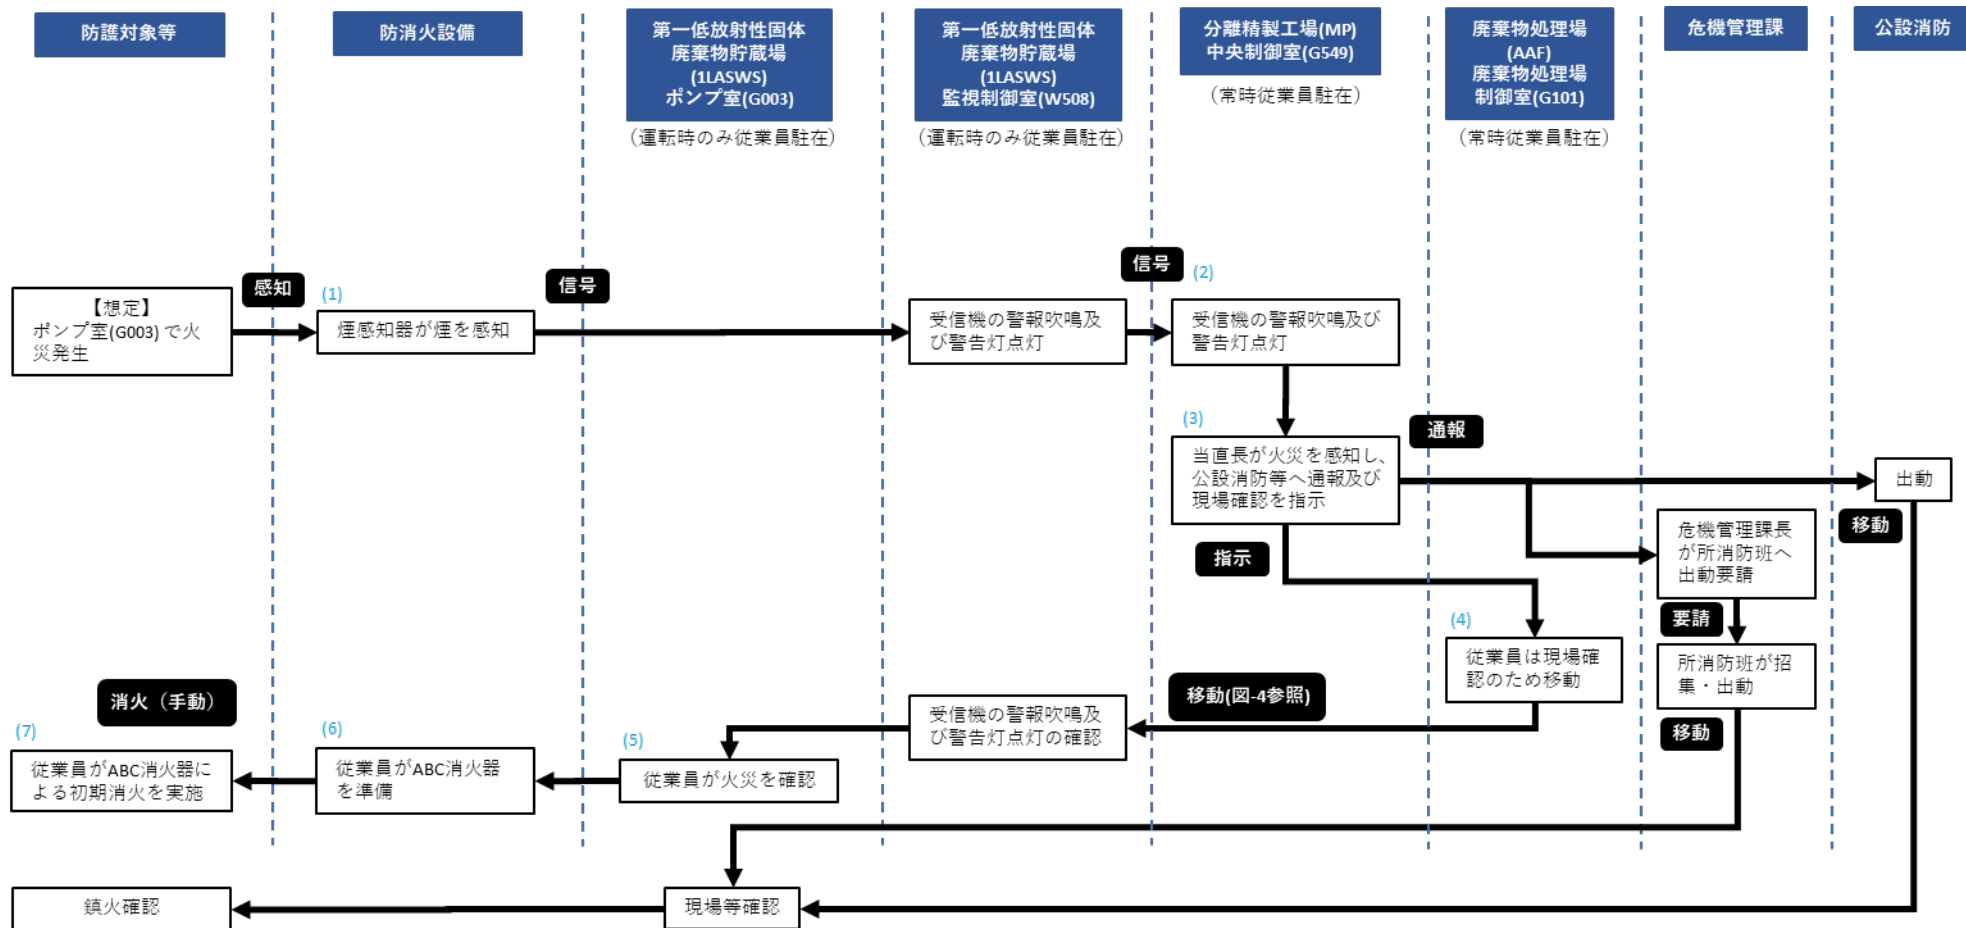 防護対象等
防消火設備
第一低放射性固体
廃棄物貯蔵場
(1LASWS)
ポンプ室(G003)
（運転時のみ従業員駐在）
第一低放射性固体
廃棄物貯蔵場
(1LASWS)
監視制御室(W508)
（運転時のみ従業員駐在）
分離精製工場(MP)
中央制御室(G549)
（常時従業員駐在）
廃棄物処理場
(AAF)
廃棄物処理場
制御室(G101)
（常時従業員駐在）
危機管理課
公設消防
【想定】
ポンプ室(G003) で火
災発生
感知
(1)
煙感知器が煙を感知
信号
受信機の警報吹鳴及
び警告灯点灯
信号
(2)
受信機の警報吹鳴及び
警告灯点灯
(3)
当直長が火災を感知し、
公設消防等へ通報及び
現場確認を指示
通報
出動
移動
危機管理課長
が所消防班へ
出動要請
指示
要請
(4)
従業員は現場確
認のため移動
所消防班が招
集・出動
移動
移動(図-4参照)
受信機の警報吹鳴及
び警告灯点灯の確認
(5)
従業員が火災を確認
(6)
従業員がABC消火器
を準備
消火（手動）
(7)
従業員がABC消火器に
よる初期消火を実施
現場等確認
鎮火確認